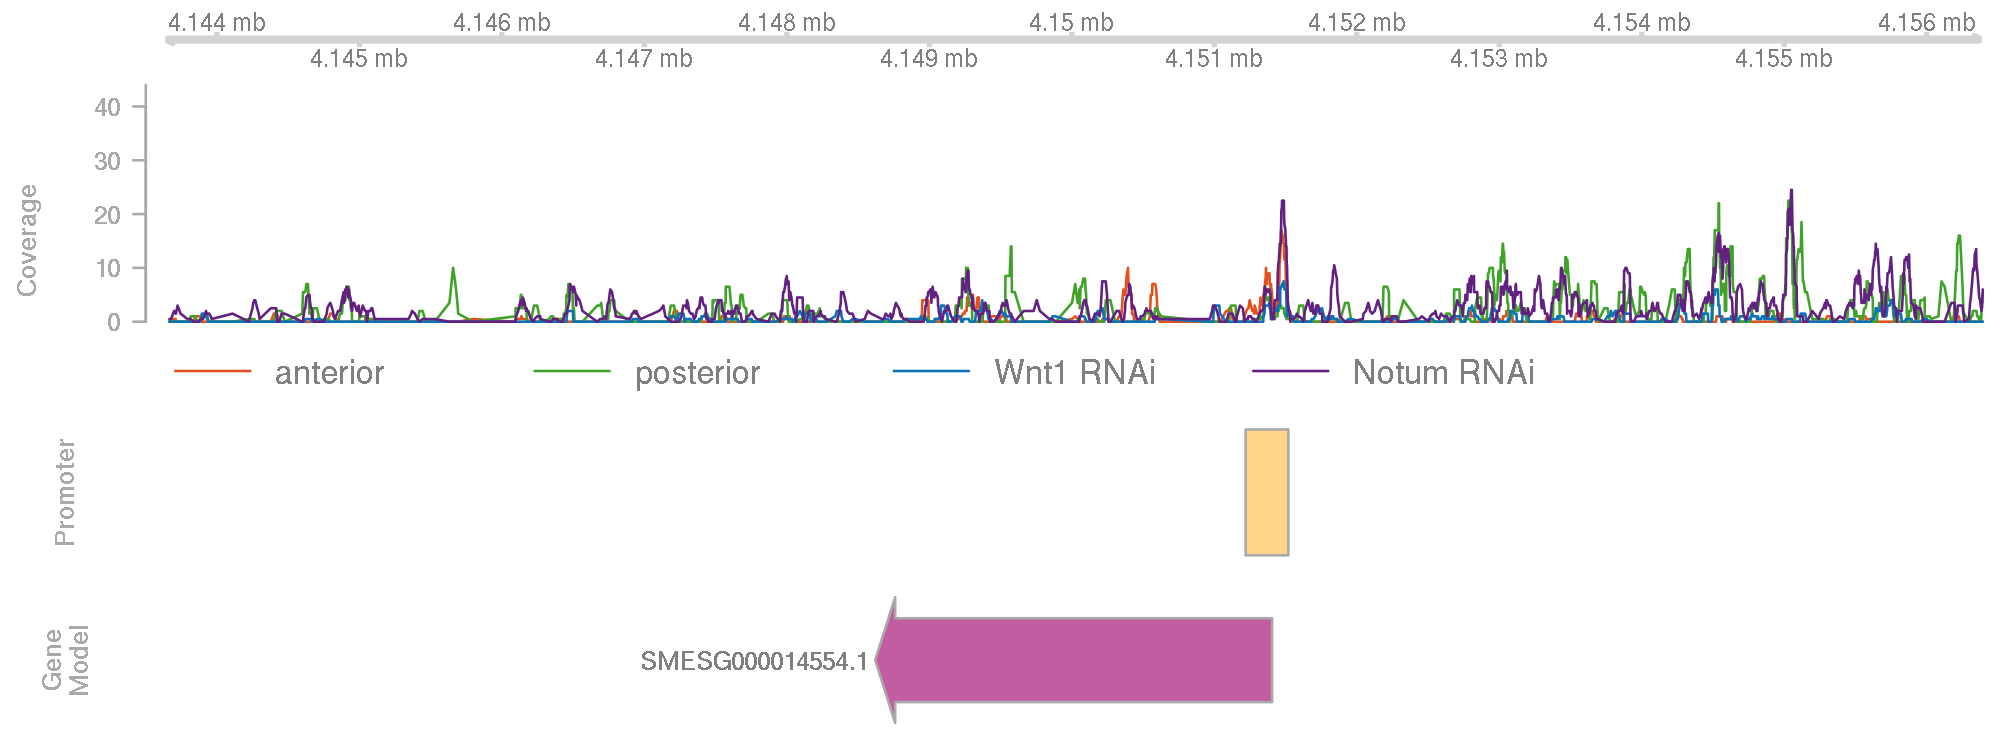 4.144 mb 4.146 mb 4.148 mb 4.15 mb 4.152 mb 4.154 mb 4.156 mb
4.145 mb 4.147 mb 4.149 mb 4.151 mb 4.153 mb 4.155 mb
Coverage
40
30
20
10
0
anterior posterior Wnt1 RNAi Notum RNAi
Promoter
Gene
Model
SMESG000014554.1